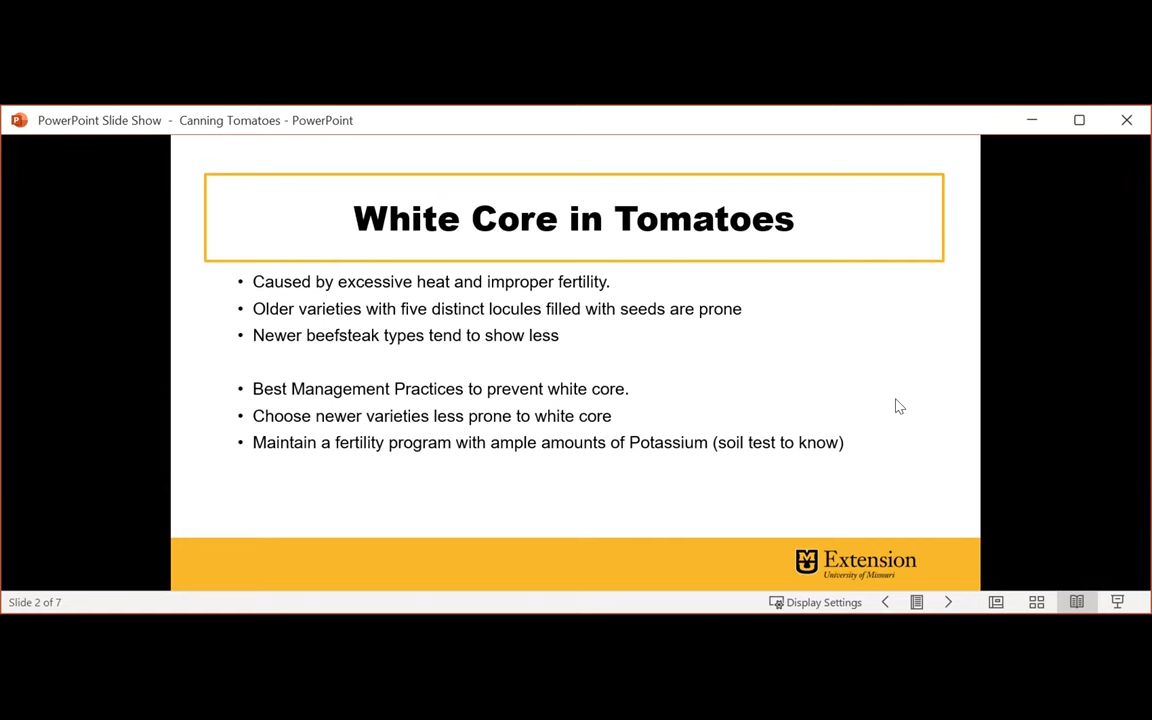 PowerPoint Slide Show - Canning Tomatoes - PowerPoint
White Core in Tomatoes
• Caused by excessive heat and improper fertility.
• Older varieties with five distinct locules filled with seeds are prone
• Newer beefsteak types tend to show less
• Best Management Practices to prevent white core.
• Choose newer varieties less prone to white core
• Maintain a fertility program with ample amounts of Potassium (soil test to know)
MU Extension
University of Missouri
Slide 2 of 7 Display Settings